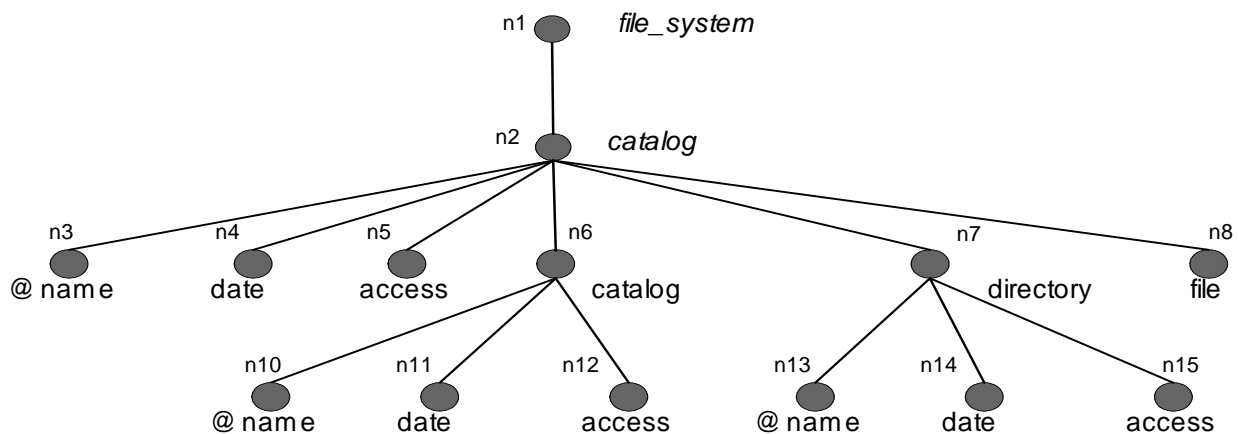 n1 file_system
n2 catalog
n3 n4 n5 n6 n7 n8
@name date access catalog directory file
n10 n11 n12 n13 n14 n15
@name date access @name date access